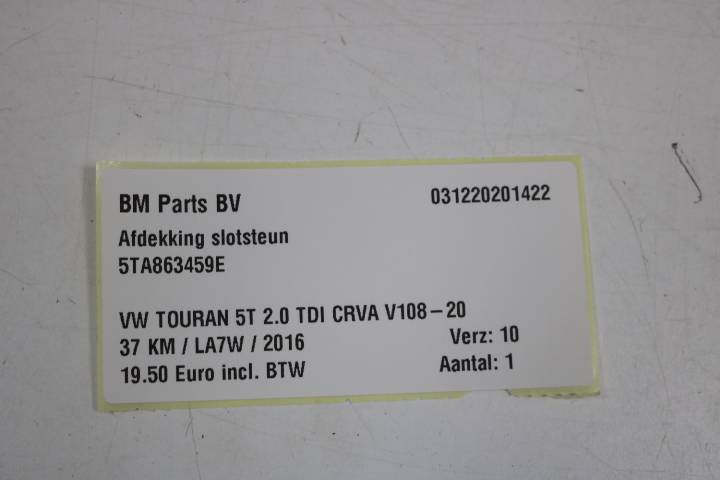 BM Parts BV 031220201422
Afdekking slotsteun
5TA863459E
VW TOURAN 5T 2.0 TDI CRVA V108-20
37 KM / LA7W / 2016 Verz: 10
19.50 Euro incl. BTW Aantal: 1